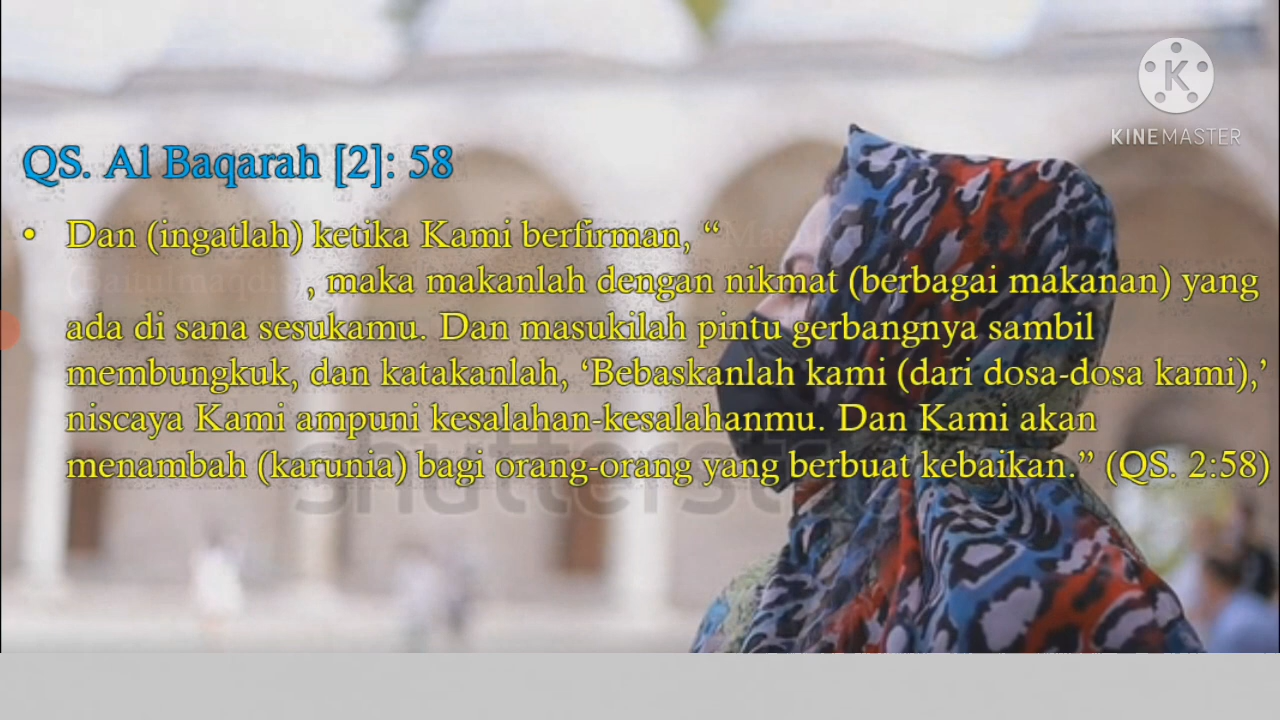 K
KINEMASTER
QS. Al Baqarah [2]: 58
• Dan (ingatlah) ketika Kami berfirman, “Mas
(Baitulmaqdis), maka makanlah dengan nikmat (berbagai makanan) yang
ada di sana sesukamu. Dan masukilah pintu gerbangnya sambil
membungkuk, dan katakanlah, ‘Bebaskanlah kami (dari dosa-dosa kami),’
niscaya Kami ampuni kesalahan-kesalahanmu. Dan Kami akan
menambah (karunia) bagi orang-orang yang berbuat kebaikan.” (QS. 2:58)